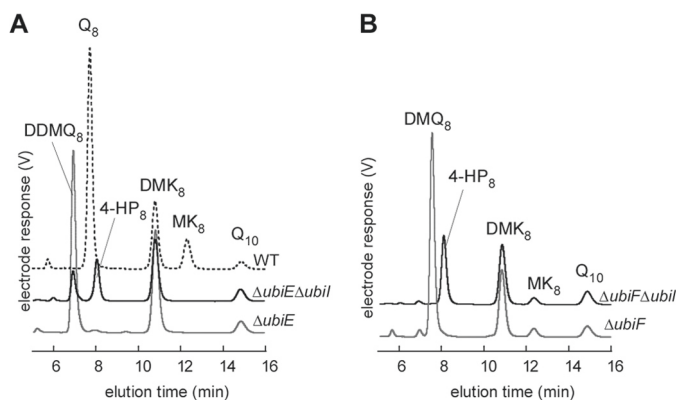 A
Q8
DDMQ8
4-HP8
DMK8
MK8
Q10
WT
ΔubiEΔubiI
ΔubiE
electrode response (V)
6 8 10 12 14 16
elution time (min)
B
DMQ8
4-HP8
DMK8
MK8
Q10
ΔubiFΔubiI
ΔubiF
electrode response (V)
6 8 10 12 14 16
elution time (min)